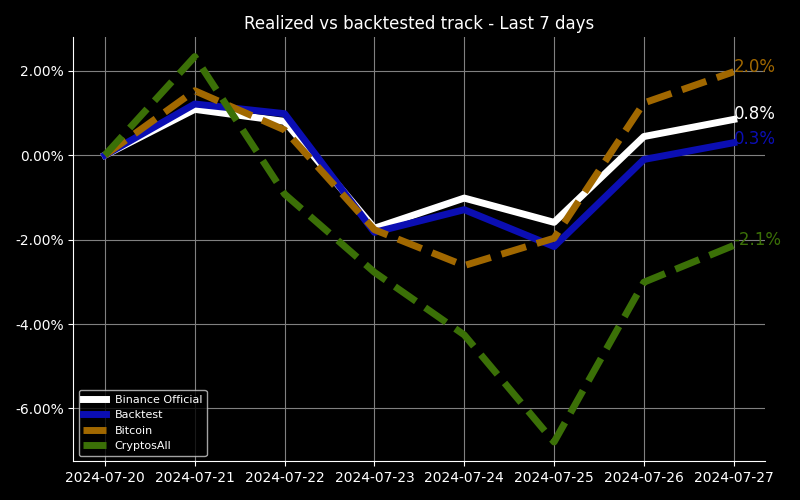 Realized vs backtested track - Last 7 days
2.00%
0.00%
-2.00%
-4.00%
-6.00%
2.0%
0.8%
0.3%
-2.1%
Binance Official
Backtest
Bitcoin
CryptosAll
2024-07-20 2024-07-21 2024-07-22 2024-07-23 2024-07-24 2024-07-25 2024-07-26 2024-07-27